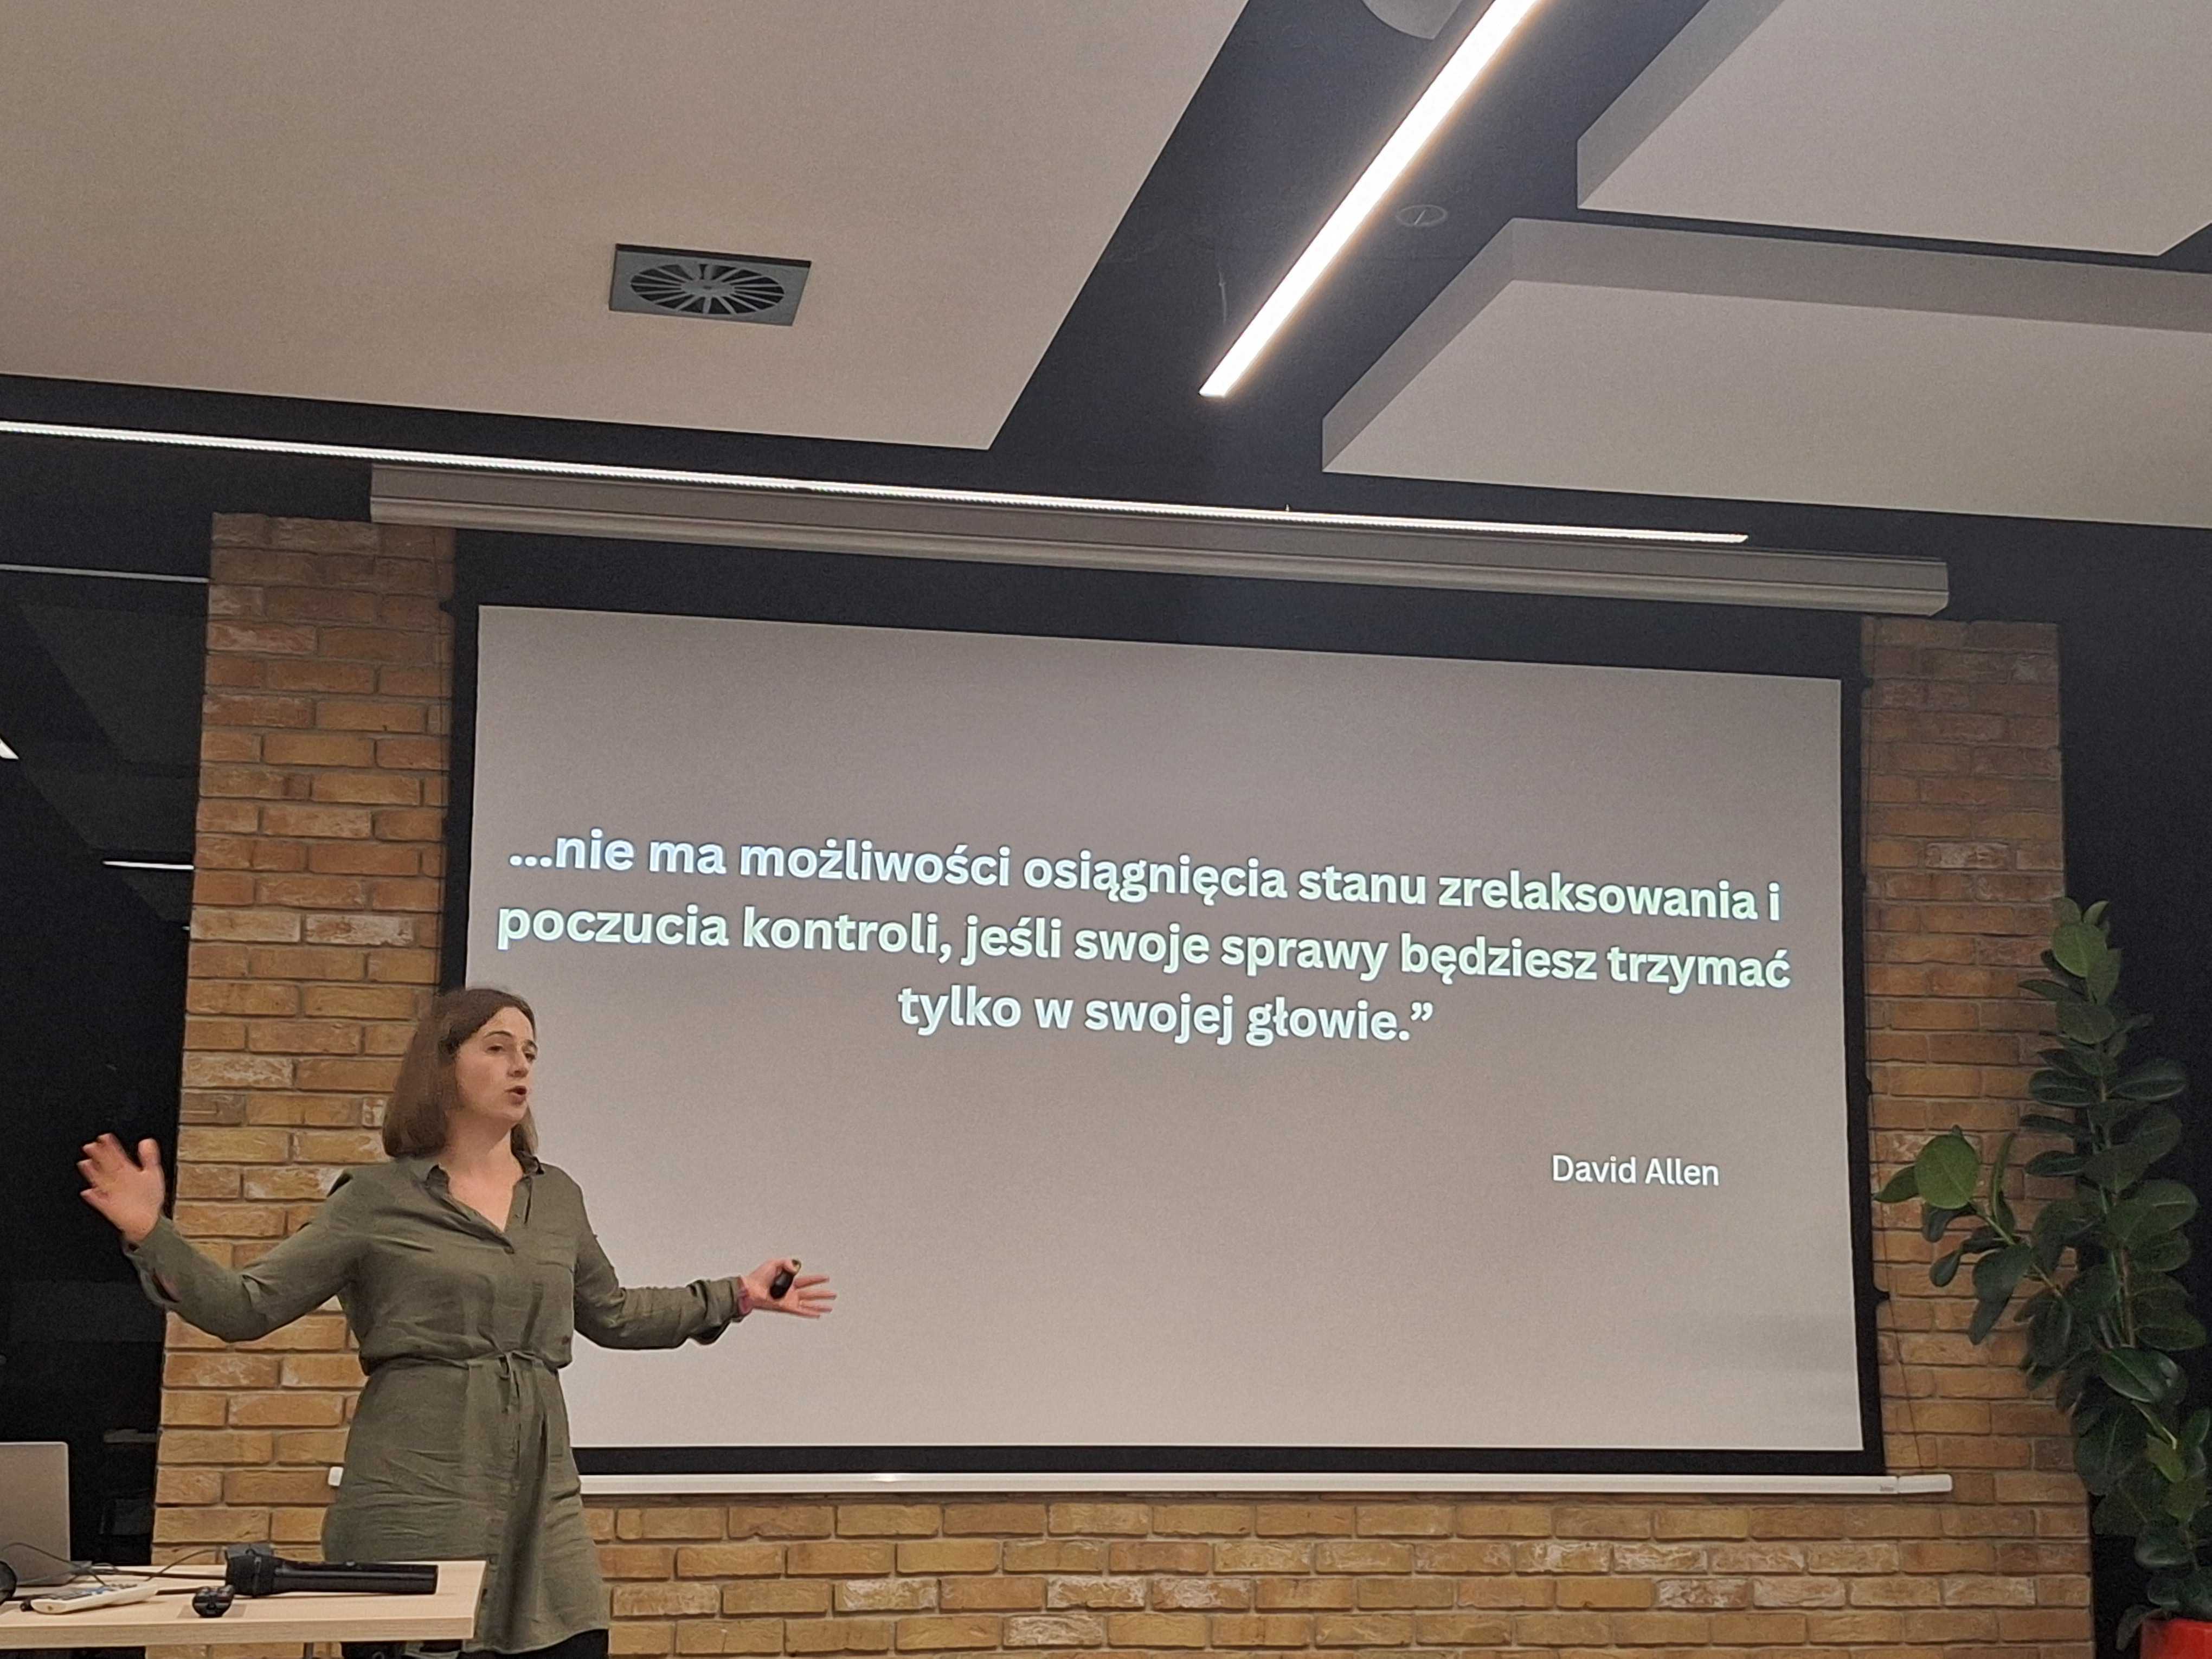 ...nie ma możliwości osiągnięcia stanu zrelaksowania i
poczucia kontroli, jeśli swoje sprawy będziesz trzymać
tylko w swojej głowie.”
David Allen